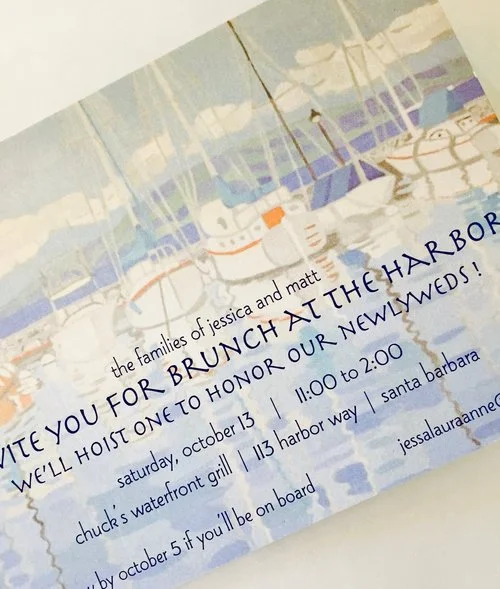 the families of jessica and matt
VITE YOU FOR BRUNCH AT THE HARBOR
WE'LL HOIST ONE TO HONOR OUR NEWLYWEDS !
saturday, october 13 | 11:00 to 2:00
chuck's waterfront grill | 113 harbor way | santa barbara
by october 5 if you'll be on board
jessalauraanne@